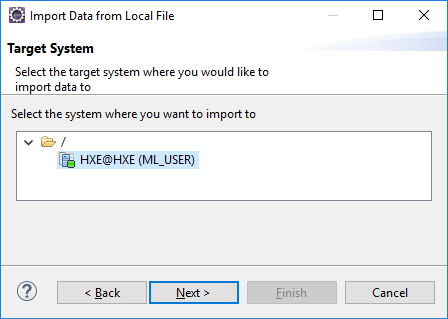 Import Data from Local File
Target System
Select the target system where you would like to
import data to
Select the system where you want to import to
/
HXE@HXE (ML_USER)
?
< Back
Next >
Finish
Cancel